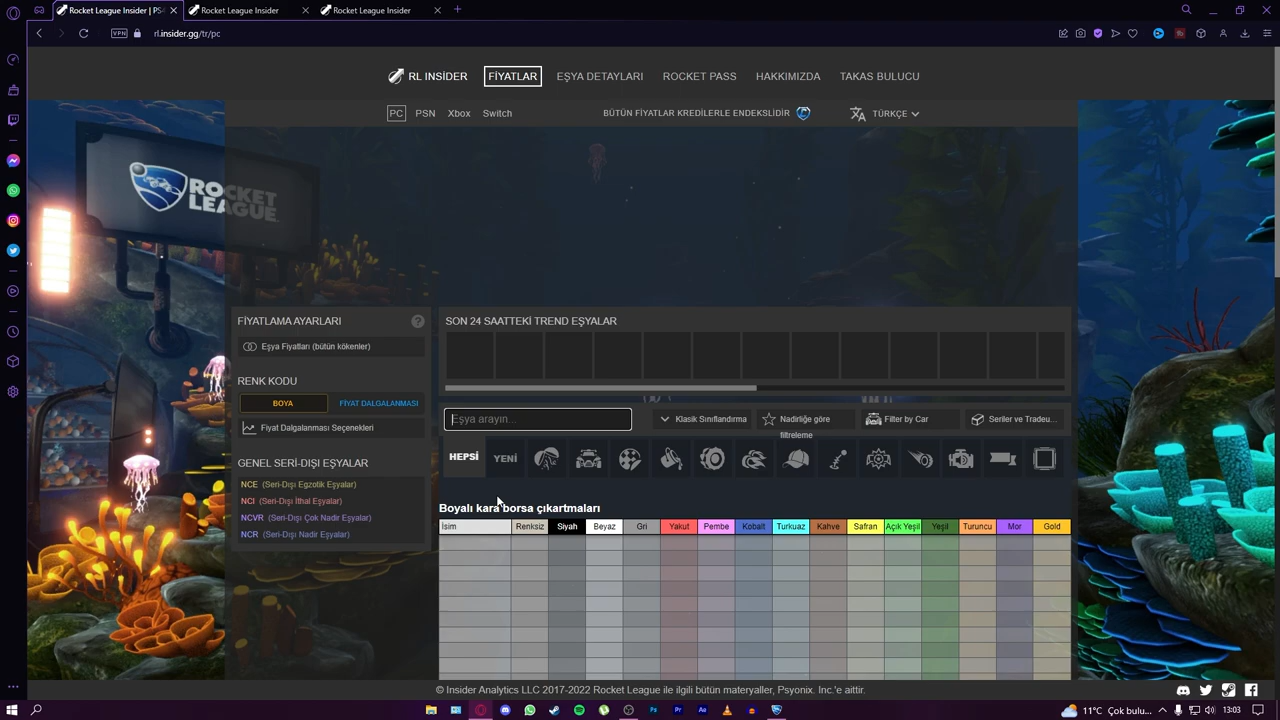 Rocket League Insider | PS4
Rocket League Insider
Rocket League Insider
VPN
rl.insider.gg/tr/pc
RL INSİDER
FİYATLAR
EŞYA DETAYLARI
ROCKET PASS
HAKKIMIZDA
TAKAS BULUCU
PC
PSN
Xbox
Switch
BÜTÜN FİYATLAR KREDİLERLE ENDEKSLİDİR
TÜRKÇE
ROCKET
LEAGUE
FİYATLAMA AYARLARI
?
Eşya Fiyatları (bütün kökenler)
RENK KODU
BOYA
FİYAT DALGALANMASI
Fiyat Dalgalanması Seçenekleri
GENEL SERİ-DIŞI EŞYALAR
NCE (Seri-Dışı Egzotik Eşyalar)
NCI (Seri-Dışı İthal Eşyalar)
NCVR (Seri-Dışı Çok Nadir Eşyalar)
NCR (Seri-Dışı Nadir Eşyalar)
SON 24 SAATTEKİ TREND EŞYALAR
Eşya arayın...
Klasik Sınıflandırma
Nadirliğe göre
filtreleme
Filter by Car
Seriler ve Tradeu...
HEPSİ
YENİ
Boyalı kara borsa çıkartmaları
İsim
Renksiz
Siyah
Beyaz
Gri
Yakut
Pembe
Kobalt
Turkuaz
Kahve
Safran
Açık Yeşil
Yeşil
Turuncu
Mor
Gold
© Insider Analytics LLC 2017-2022 Rocket League ile ilgili bütün materyaller, Psyonix. Inc.'e aittir.
11°C Çok bulu...
13:03